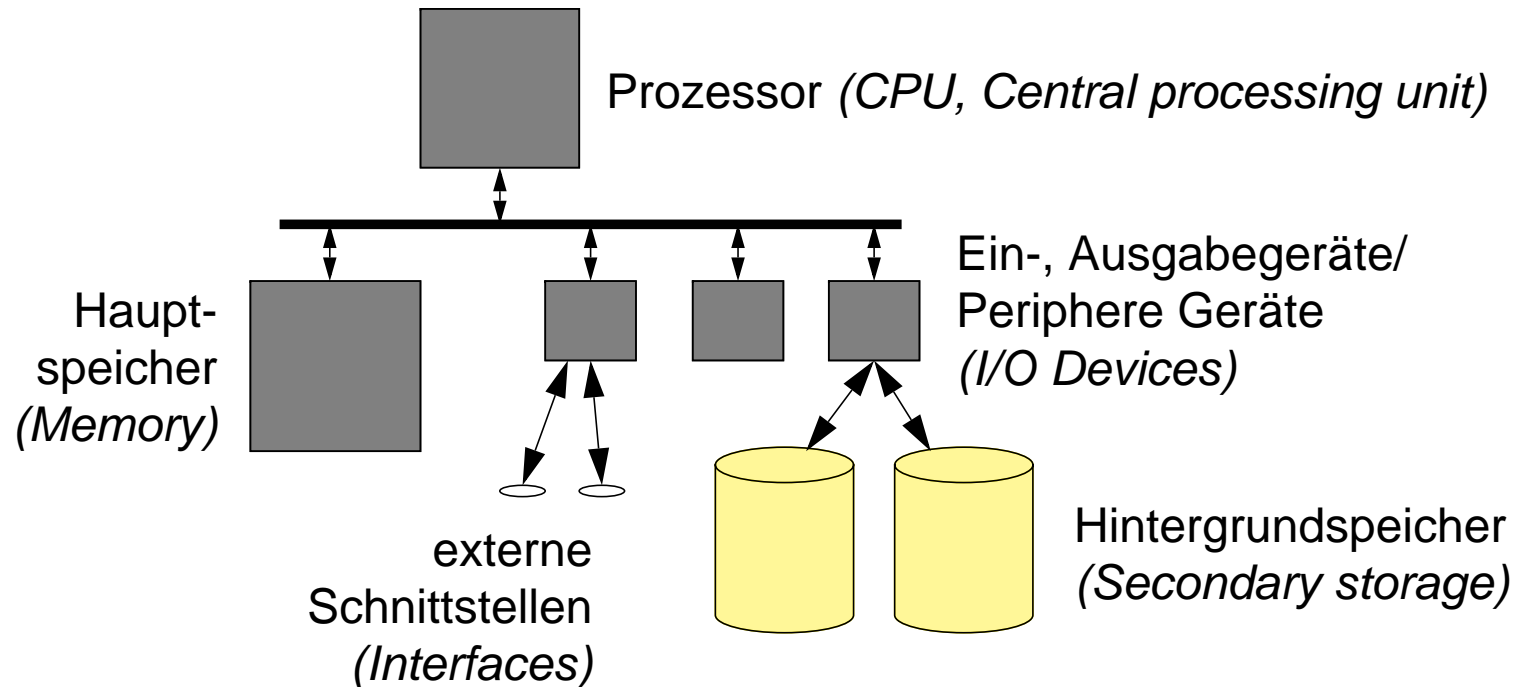 Prozessor (CPU, Central processing unit)
Ein-, Ausgabegeräte/
Periphere Geräte
(I/O Devices)
Haupt-
speicher
(Memory)
Hintergrundspeicher
(Secondary storage)
externe
Schnittstellen
(Interfaces)